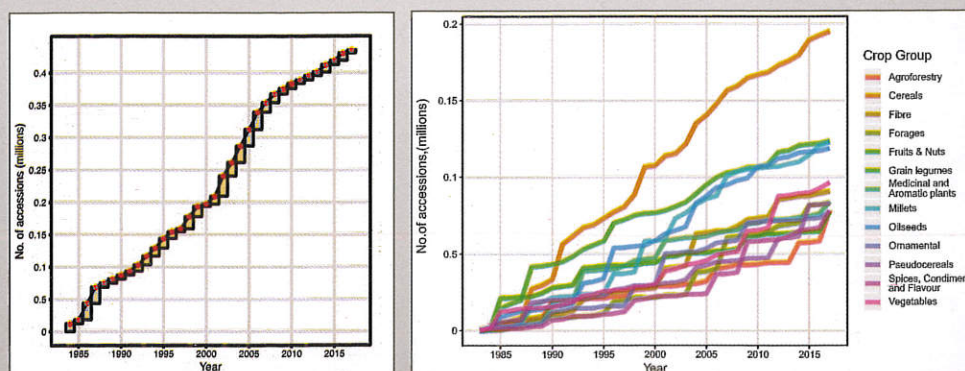 No. of accessions (millions)
0.4
0.35
0.3
0.25
0.2
0.15
0.1
0.5
0
1985
1990
1995
2000
2005
2010
2015
Year
No.of accessions,(millions)
0.2
0.15
0.1
0.5
0
1985
1990
1995
2000
2005
2010
2015
Year
Crop Group
Agroforestry
Cereals
Fibre
Forages
Fruits & Nuts
Grain legumes
Medicinal and
Aromatic plants
Millets
Oilseeds
Ornamental
Pseudocereals
Spices, Condimen
and Flavour
Vegetables